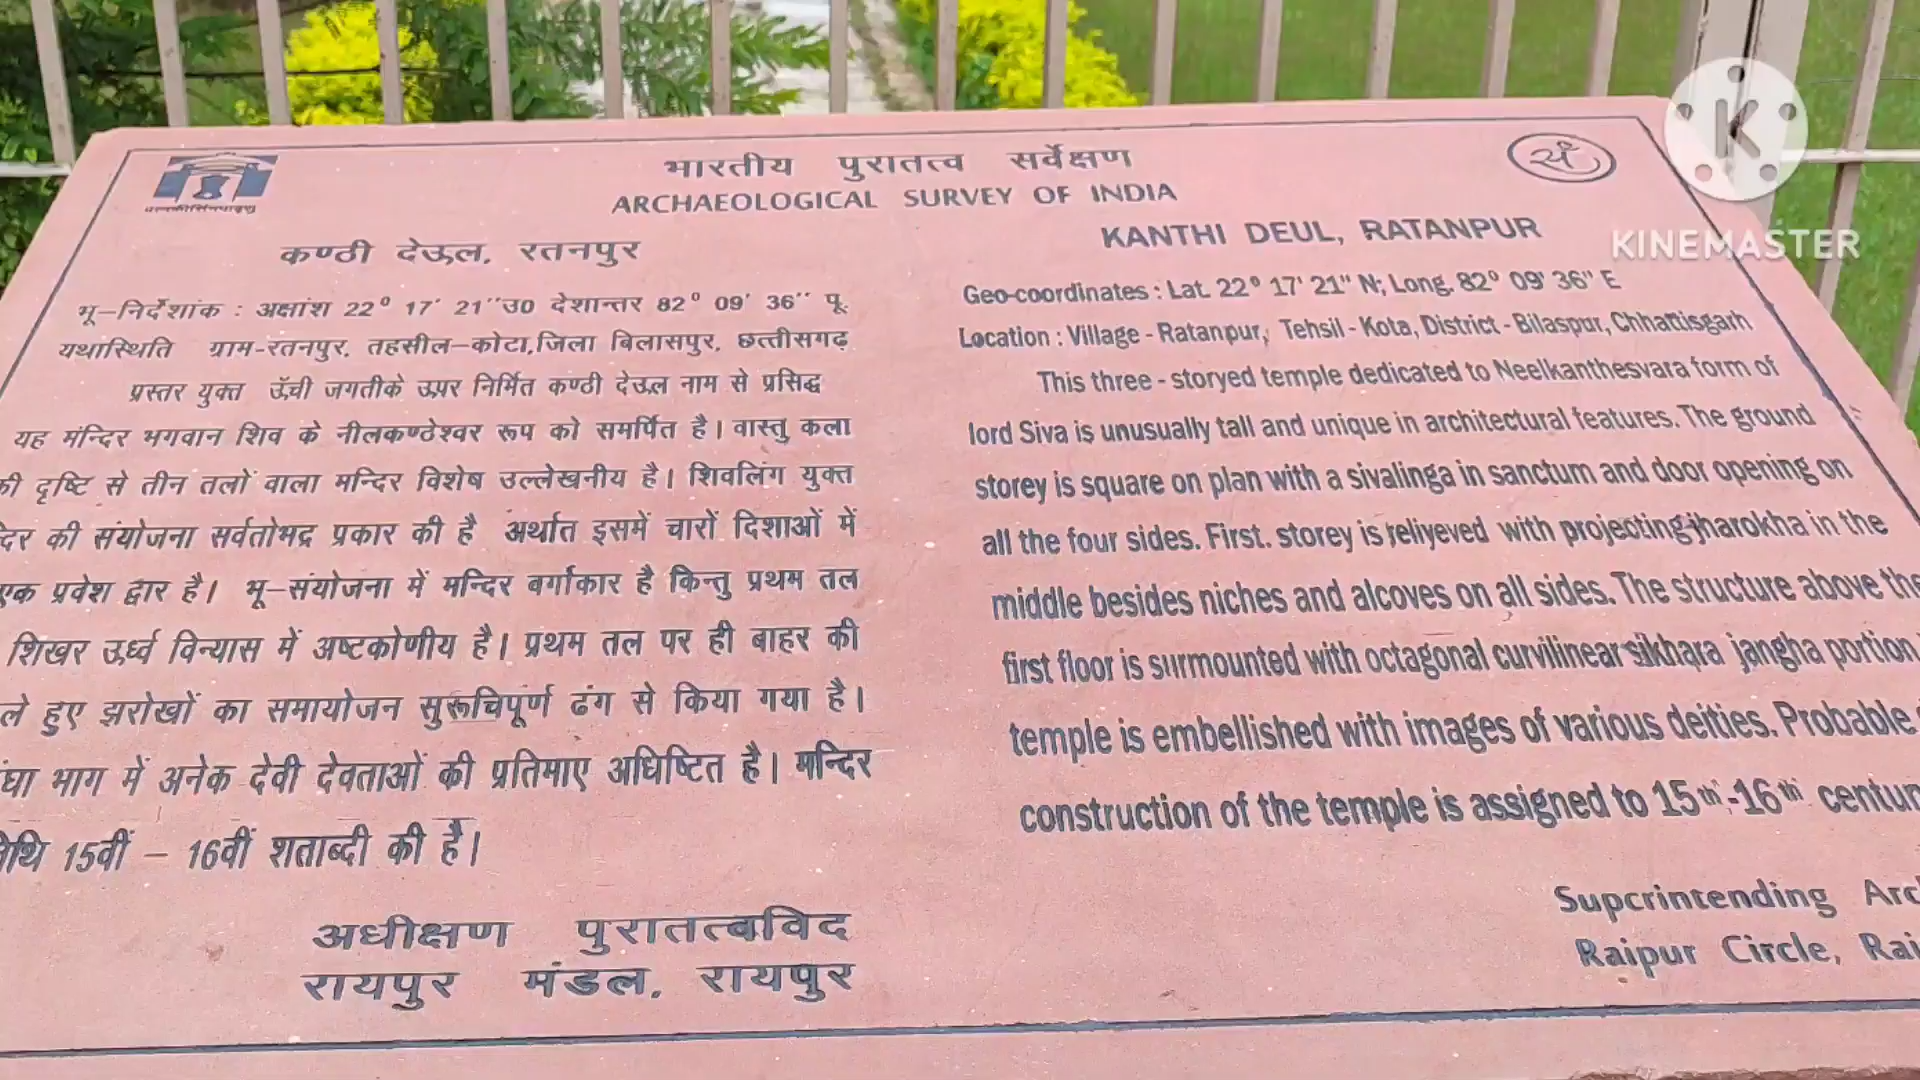 भारतीय पुरातत्व सर्वेक्षण
ARCHAEOLOGICAL SURVEY OF INDIA
कण्ठी देऊल, रतनपुर
भू–निर्देशांक : अक्षांश 22° 17' 21''उ0 देशान्तर 82° 09' 36'' पू.
यथास्थिति ग्राम-रतनपुर, तहसील–कोटा,जिला बिलासपुर, छत्तीसगढ़
प्रस्तर युक्त ऊँची जगतीके ऊपर निर्मित कण्ठी देऊल नाम से प्रसिद्ध
यह मंन्दिर भगवान शिव के नीलकण्ठेश्वर रूप को समर्पित है। वास्तु कला
की दृष्टि से तीन तलों वाला मन्दिर विशेष उल्लेखनीय है। शिवलिंग युक्त
की संयोजना सर्वतोभद्र प्रकार की है अर्थात इसमें चारों दिशाओं में
एक प्रवेश द्वार है। भू–संयोजना में मन्दिर वर्गाकार है किन्तु प्रथम तल
शिखर उर्ध्व विन्यास में अष्टकोणीय है। प्रथम तल पर ही बाहर की
हुए झरोखों का समायोजन सुरूचिपूर्ण ढंग से किया गया है।
भाग में अनेक देवी देवताओं की प्रतिमाए अधिष्टित है। मन्दिर
15वीं – 16वीं शताब्दी की है।
अधीक्षण पुरातत्वविद
रायपुर मंडल, रायपुर
KANTHI DEUL, RATANPUR
Geo-coordinates : Lat. 22° 17' 21" N; Long. 82° 09' 36" E
Location : Village - Ratanpur, Tehsil - Kota, District - Bilaspur, Chhattisgarh
This three - storyed temple dedicated to Neelkanthesvara form of
lord Siva is unusually tall and unique in architectural features. The ground
storey is square on plan with a sivalinga in sanctum and door opening on
all the four sides. First. storey is reliyeved with projecting jharokha in the
middle besides niches and alcoves on all sides. The structure above the
first floor is surmounted with octagonal curvilinear sikhara jangha portion
temple is embellished with images of various deities. Probable
construction of the temple is assigned to 15th-16th
Supcrintending
Raipur Circle,
K
KINEMASTER